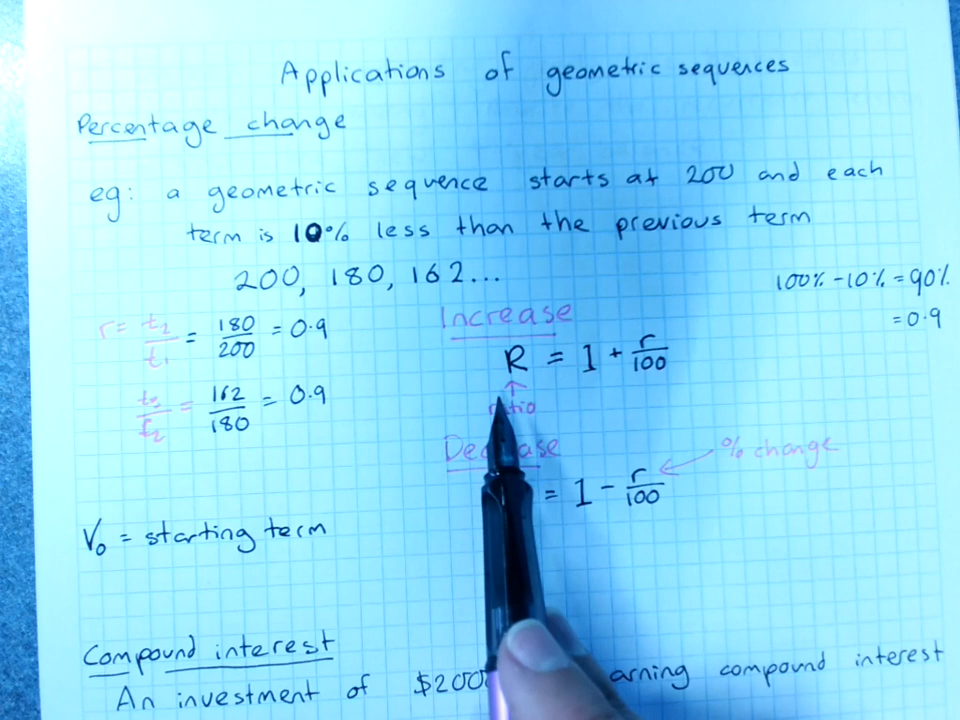 Applications of geometric sequences
Percentage change
eg: a geometric sequence starts at 200 and each
term is 10% less than the previous term
200, 180, 162...
100% - 10% = 90%
= 0.9
r = t2/t1 = 180/200 = 0.9
t3/t2 = 162/180 = 0.9
Increase
R = 1 + r/100
↑
ratio
Decrease
= 1 - r/100
% change
V0 = starting term
Compound interest
An investment of $200 arning compound interest